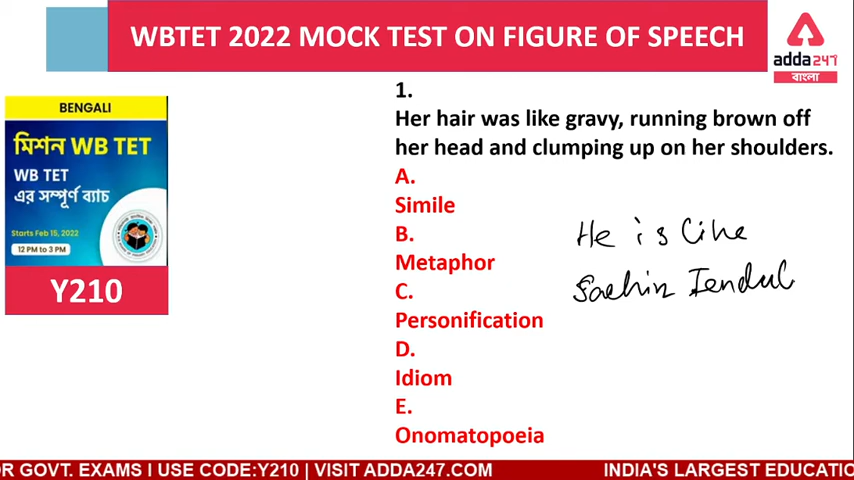 WBTET 2022 MOCK TEST ON FIGURE OF SPEECH
adda247
বাংলা
BENGALI
মিশন WB TET
WB TET
এর সম্পূর্ণ ব্যাচ
Starts Feb 15, 2022
12 PM to 3 PM
Y210
1.
Her hair was like gravy, running brown off
her head and clumping up on her shoulders.
A.
Simile
B.
Metaphor
C.
Personification
D.
Idiom
E.
Onomatopoeia
He is like
Sachin Tendul
OR GOVT. EXAMS I USE CODE:Y210 | VISIT ADDA247.COM
INDIA'S LARGEST EDUCATIO